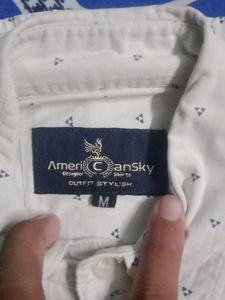 AmeriCanSky
Designer Shirts
OUTFIT STYLISH
M